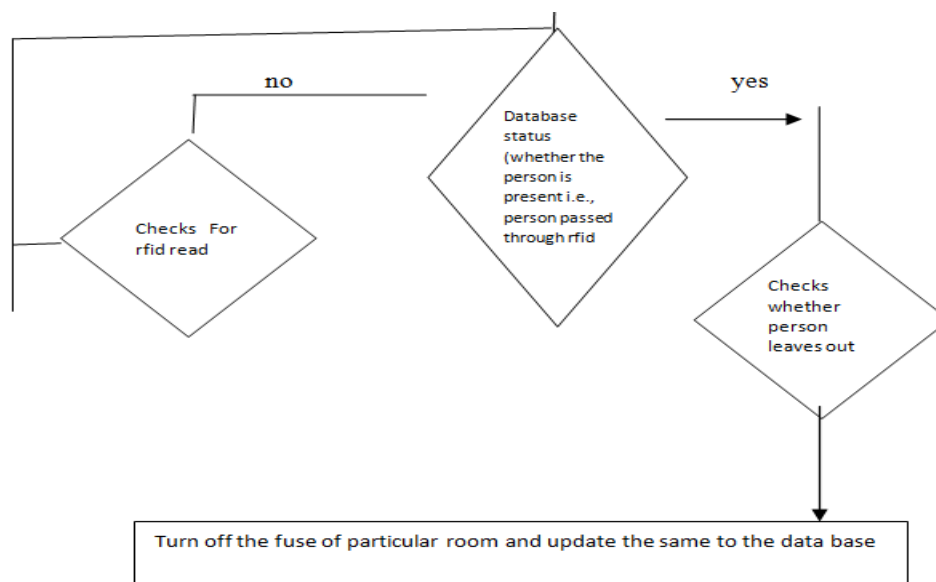 no
yes
Database
status
(whether the
person is
present i.e.,
person passed
through rfid
Checks For
rfid read
Checks
whether
person
leaves out
Turn off the fuse of particular room and update the same to the data base